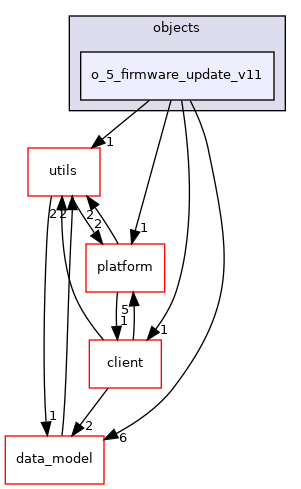 objects
o_5_firmware_update_v11
1
utils
2 2
2
2
1
platform
5
1
1
client
1
2
6
data_model